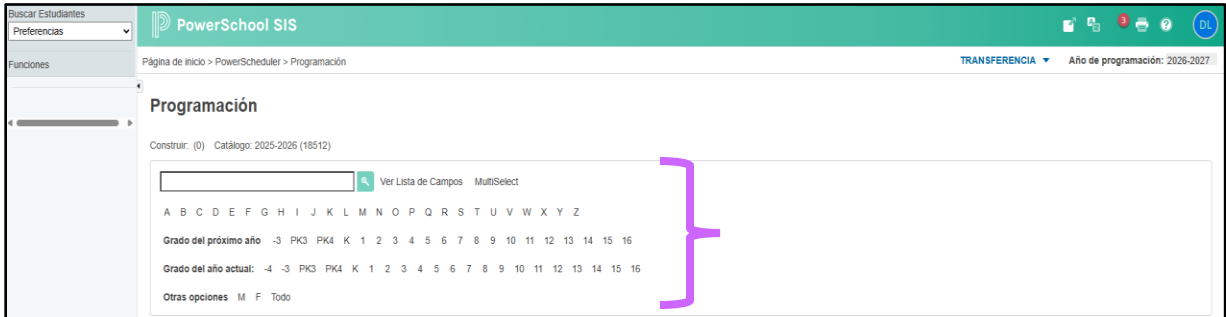 Buscar Estudiantes
Preferencias
Funciones
PowerSchool SIS
3
DL
Página de inicio > PowerScheduler > Programación
TRANSFERENCIA
Año de programación: 2026-2027
Programación
Construir: (0) Catálogo: 2025-2026 (18512)
Ver Lista de Campos MultiSelect
A B C D E F G H I J K L M N O P Q R S T U V W X Y Z
Grado del próximo año -3 PK3 PK4 K 1 2 3 4 5 6 7 8 9 10 11 12 13 14 15 16
Grado del año actual: -4 -3 PK3 PK4 K 1 2 3 4 5 6 7 8 9 10 11 12 13 14 15 16
Otras opciones M F Todo